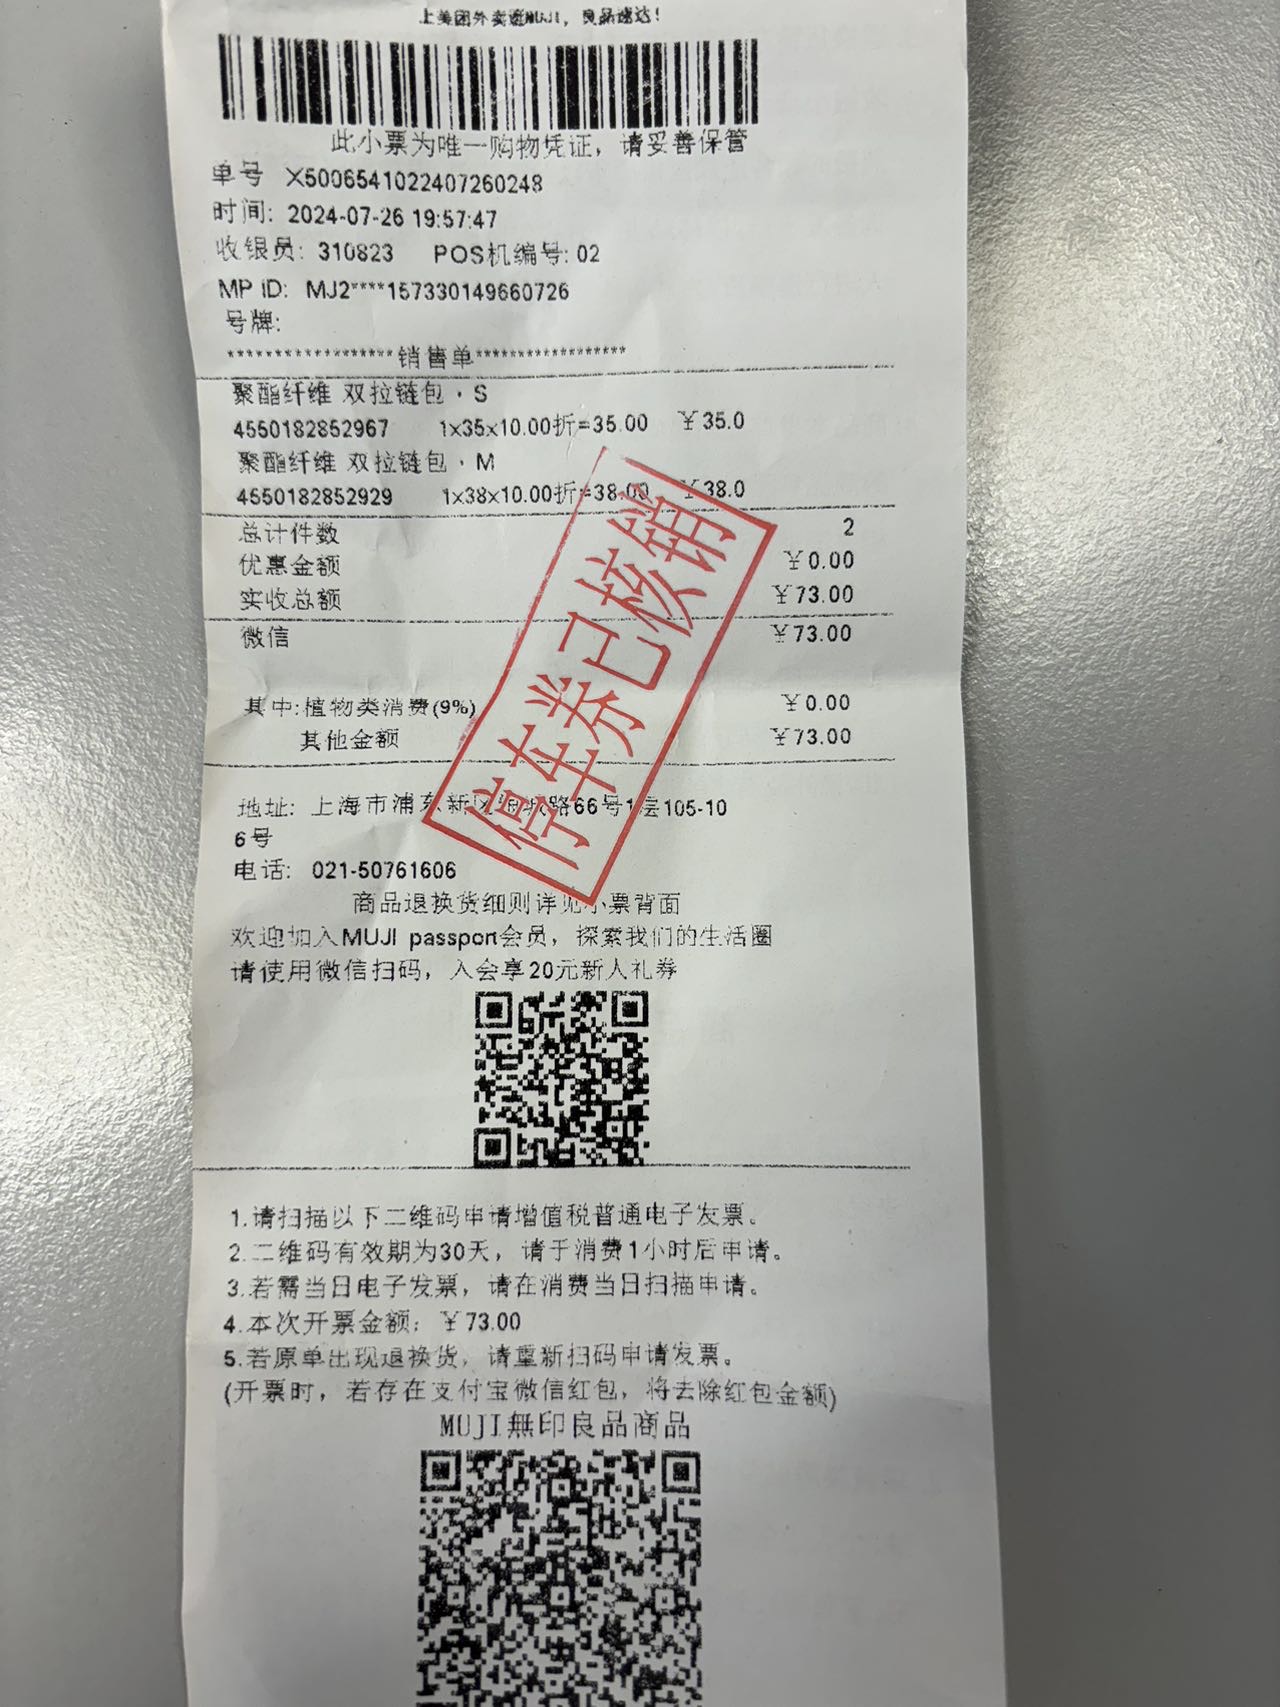 上美团外卖逛MUJI，良品速达！
此小票为唯一购物凭证，请妥善保管
单号 X5006541022407260248
时间: 2024-07-26 19:57:47
收银员: 310823 POS机编号: 02
MP ID: MJ2****157330149660726
号牌:
******************销售单*****************
聚酯纤维 双拉链包·S
4550182852967 1x35x10.00折=35.00 ¥35.0
聚酯纤维 双拉链包·M
4550182852929 1x38x10.00折=38.00 ¥38.0
总计件数 2
优惠金额 ¥0.00
实收总额 ¥73.00
微信 ¥73.00
其中:植物类消费(9%) ¥0.00
其他金额 ¥73.00
停车券已核销
地址: 上海市浦东新区 路66号1层105-10
6号
电话: 021-50761606
商品退换货细则详见小票背面
欢迎加入MUJI passport会员，探索我们的生活圈
请使用微信扫码，入会享20元新人礼券
1.请扫描以下二维码申请增值税普通电子发票。
2.二维码有效期为30天，请于消费1小时后申请。
3.若需当日电子发票，请在消费当日扫描申请。
4.本次开票金额：¥73.00
5.若原单出现退换货，请重新扫码申请发票。
(开票时，若存在支付宝微信红包，将去除红包金额)
MUJI無印良品商品